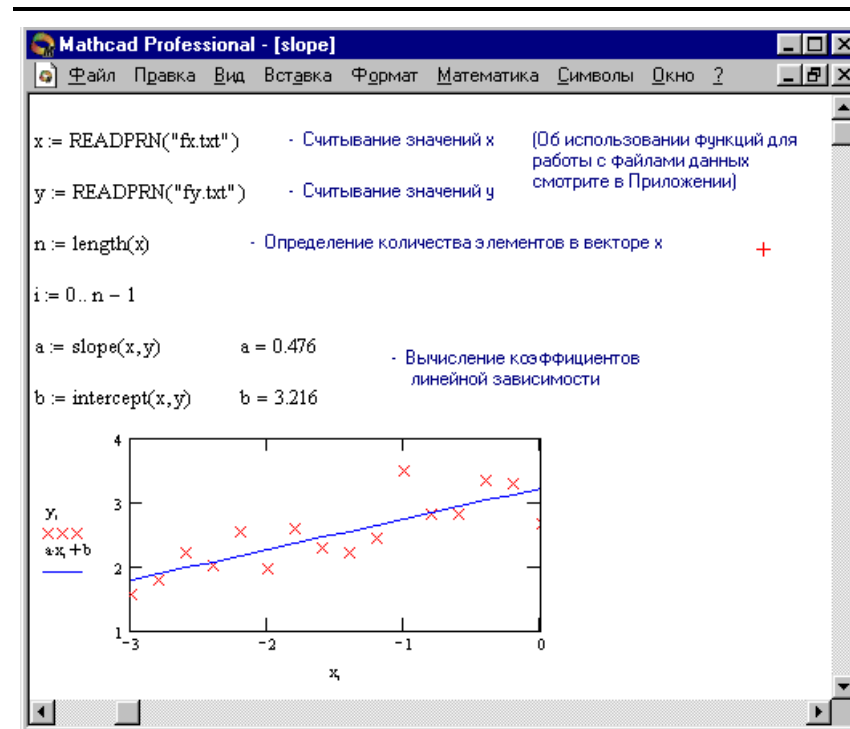 Mathcad Professional - [slope]
Файл Правка Вид Вставка Формат Математика Символы Окно ?
x := READPRN("fx.txt") - Считывание значений x (Об использовании функций для
работы с файлами данных
смотрите в Приложении)
y := READPRN("fy.txt") - Считывание значений y
n := length(x) - Определение количества элементов в векторе x
i := 0.. n − 1
a := slope(x,y) a = 0.476
- Вычисление коэффициентов
линейной зависимости
b := intercept(x,y) b = 3.216
4
3
2
1
yᵢ
a·xᵢ+b
-3 -2 -1 0
xᵢ